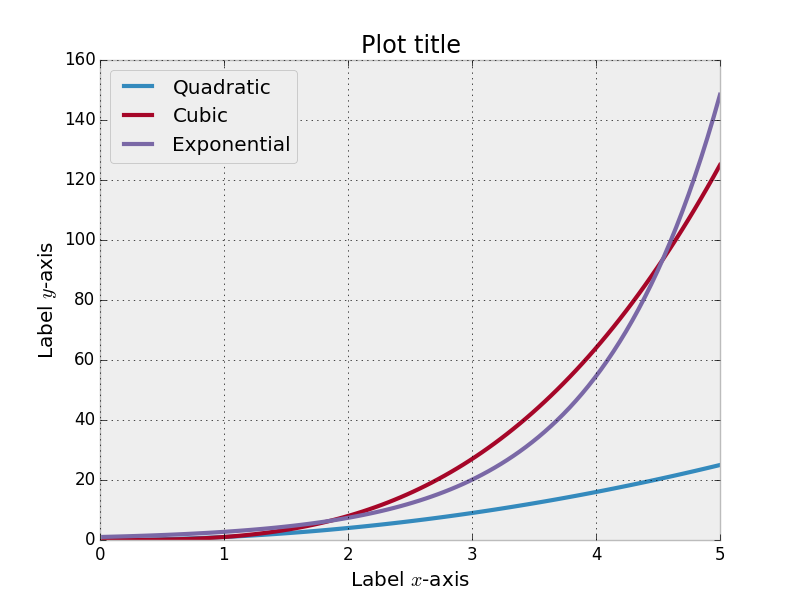 Plot title
160
140
120
100
80
60
40
20
0
Quadratic
Cubic
Exponential
Label y-axis
0 1 2 3 4 5
Label x-axis